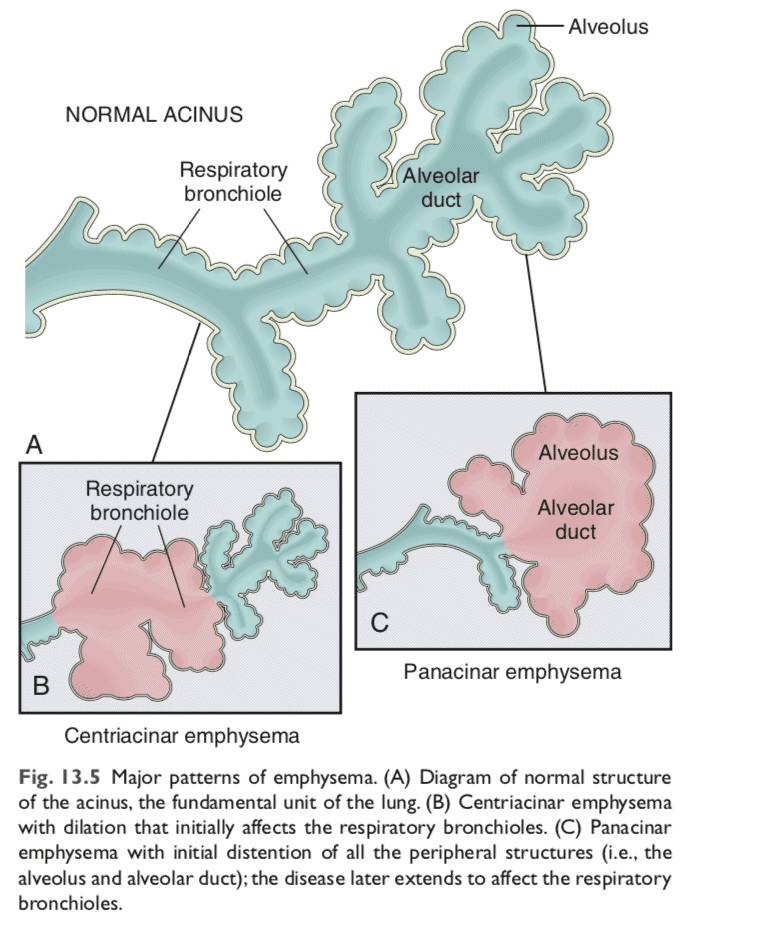 Alveolus
NORMAL ACINUS
Respiratory
bronchiole
Alveolar
duct
A
Respiratory
bronchiole
B
Centriacinar emphysema
Alveolus
Alveolar
duct
C
Panacinar emphysema
Fig. 13.5 Major patterns of emphysema. (A) Diagram of normal structure
of the acinus, the fundamental unit of the lung. (B) Centriacinar emphysema
with dilation that initially affects the respiratory bronchioles. (C) Panacinar
emphysema with initial distention of all the peripheral structures (i.e., the
alveolus and alveolar duct); the disease later extends to affect the respiratory
bronchioles.